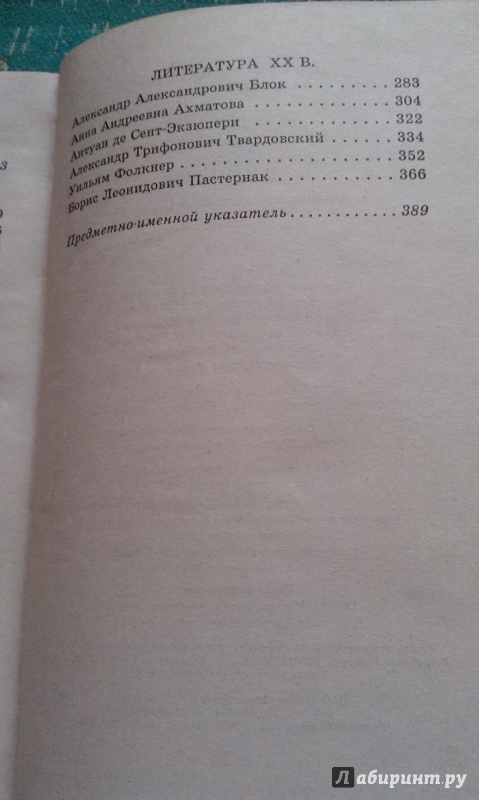 ЛИТЕРАТУРА XX В.
Александр Александрович Блок . . . . . . . . . . 283
Анна Андреевна Ахматова . . . . . . . . . . . . . 304
Антуан де Сент-Экзюпери . . . . . . . . . . . . . 322
Александр Трифонович Твардовский . . . . . . 334
Уильям Фолкнер . . . . . . . . . . . . . . . . . . 352
Борис Леонидович Пастернак . . . . . . . . . . . 366
Предметно-именной указатель . . . . . . . . . . . . 389
Лабиринт.ру